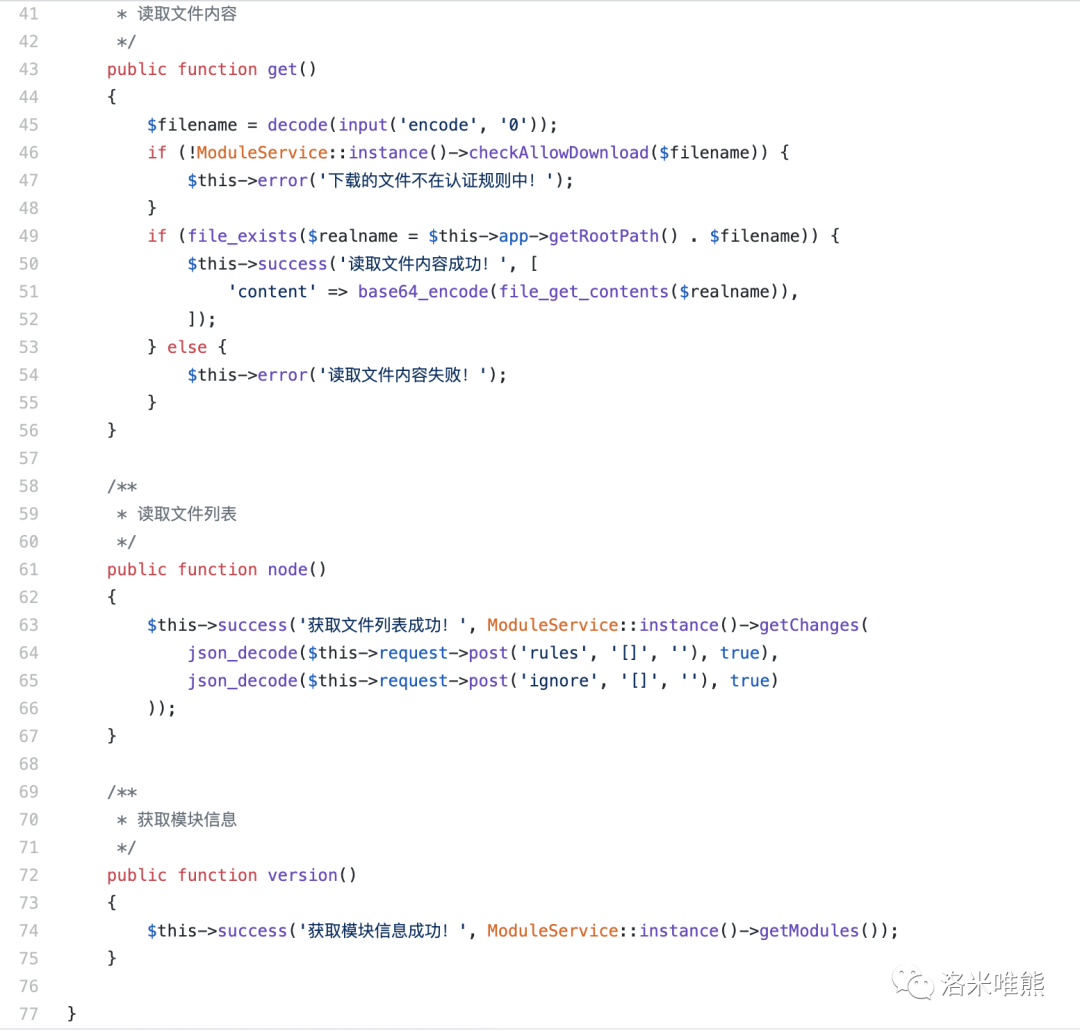 41 * 读取文件内容
42 */
43 public function get()
44 {
45 $filename = decode(input('encode', '0'));
46 if (!ModuleService::instance()->checkAllowDownload($filename)) {
47 $this->error('下载的文件不在认证规则中！');
48 }
49 if (file_exists($realname = $this->app->getRootPath() . $filename)) {
50 $this->success('读取文件内容成功！', [
51 'content' => base64_encode(file_get_contents($realname)),
52 ]);
53 } else {
54 $this->error('读取文件内容失败！');
55 }
56 }
57
58 /**
59 * 读取文件列表
60 */
61 public function node()
62 {
63 $this->success('获取文件列表成功！', ModuleService::instance()->getChanges(
64 json_decode($this->request->post('rules', '[]', ''), true),
65 json_decode($this->request->post('ignore', '[]', ''), true)
66 ));
67 }
68
69 /**
70 * 获取模块信息
71 */
72 public function version()
73 {
74 $this->success('获取模块信息成功！', ModuleService::instance()->getModules());
75 }
76
77 }
洛米唯熊